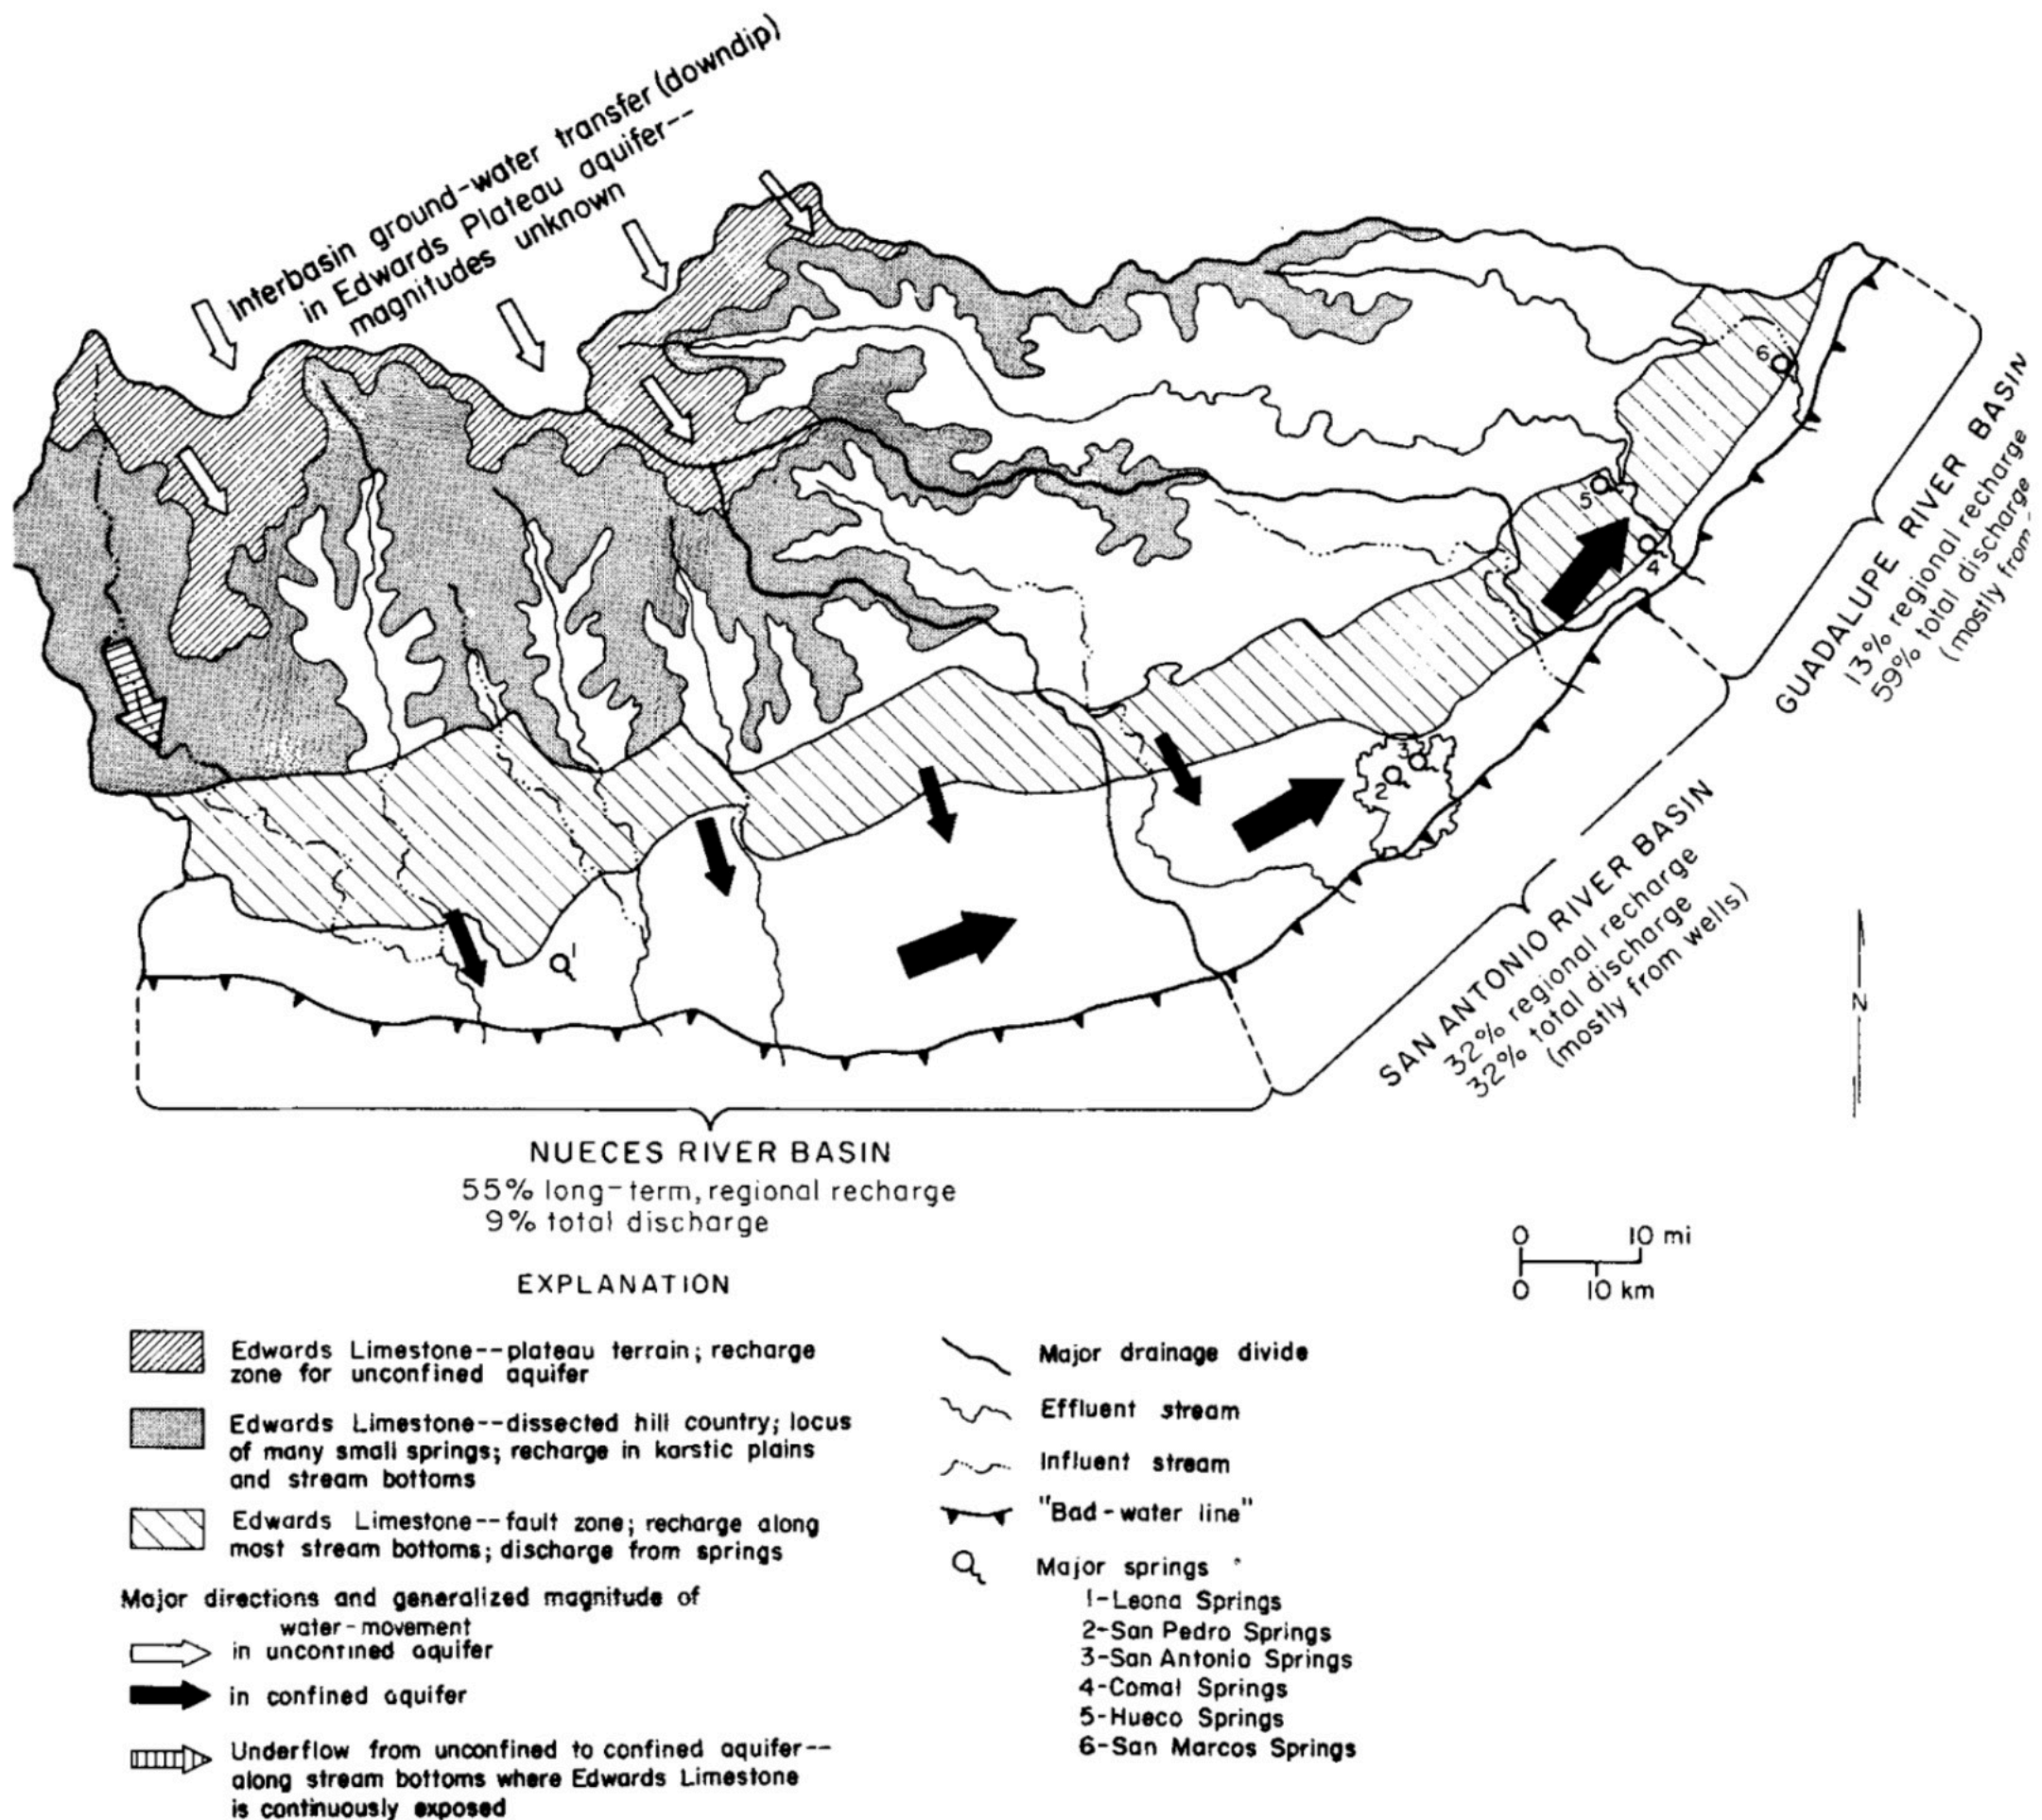 Interbasin ground-water transfer (downdip)
in Edwards Plateau aquifer--
magnitudes unknown
6
5
4
3
2
1
GUADALUPE RIVER BASIN
13% regional recharge
59% total discharge
(mostly from
SAN ANTONIO RIVER BASIN
32% regional recharge
32% total discharge
(mostly from wells)
N
NUECES RIVER BASIN
55% long-term, regional recharge
9% total discharge
0 10 mi
0 10 km
EXPLANATION
Edwards Limestone--plateau terrain; recharge
zone for unconfined aquifer
Edwards Limestone--dissected hill country; locus
of many small springs; recharge in karstic plains
and stream bottoms
Edwards Limestone--fault zone; recharge along
most stream bottoms; discharge from springs
Major directions and generalized magnitude of
water-movement
in unconfined aquifer
in confined aquifer
Underflow from unconfined to confined aquifer--
along stream bottoms where Edwards Limestone
is continuously exposed
Major drainage divide
Effluent stream
Influent stream
"Bad-water line"
Major springs
1-Leona Springs
2-San Pedro Springs
3-San Antonio Springs
4-Comal Springs
5-Hueco Springs
6-San Marcos Springs